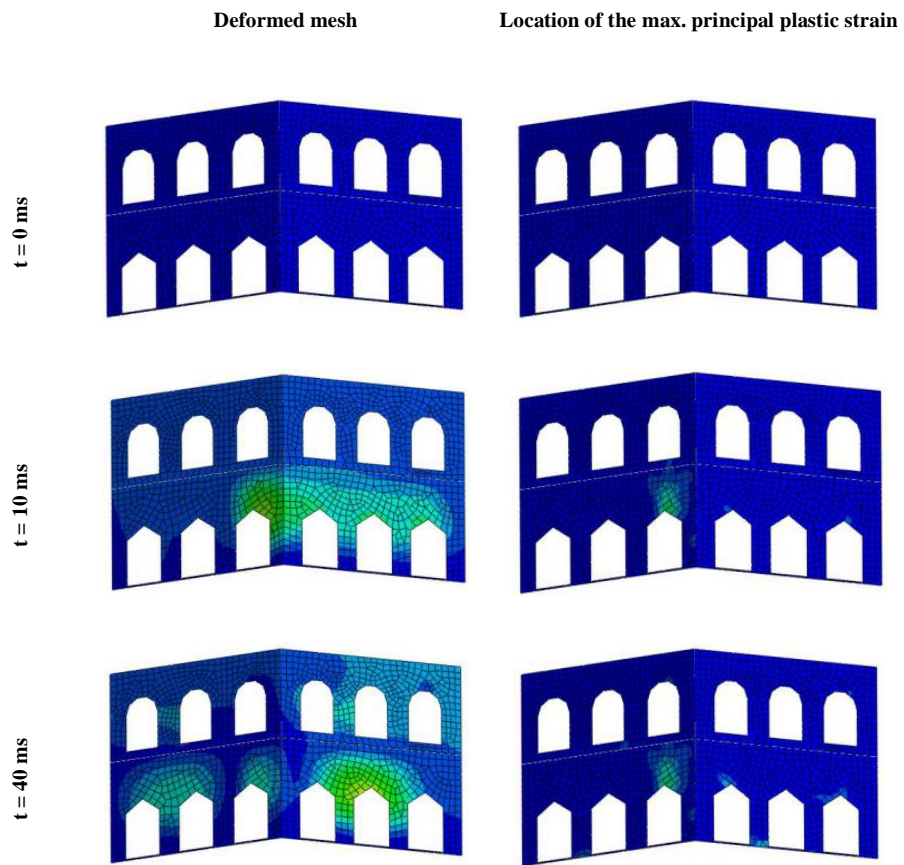 Deformed mesh
Location of the max. principal plastic strain
t = 0 ms
t = 10 ms
t = 40 ms